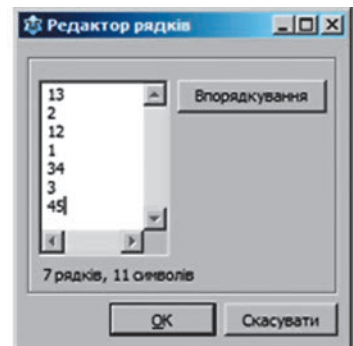 Редактор рядків
13
2
12
1
34
3
45
Впорядкування
7 рядків, 11 символів
OK
Скасувати